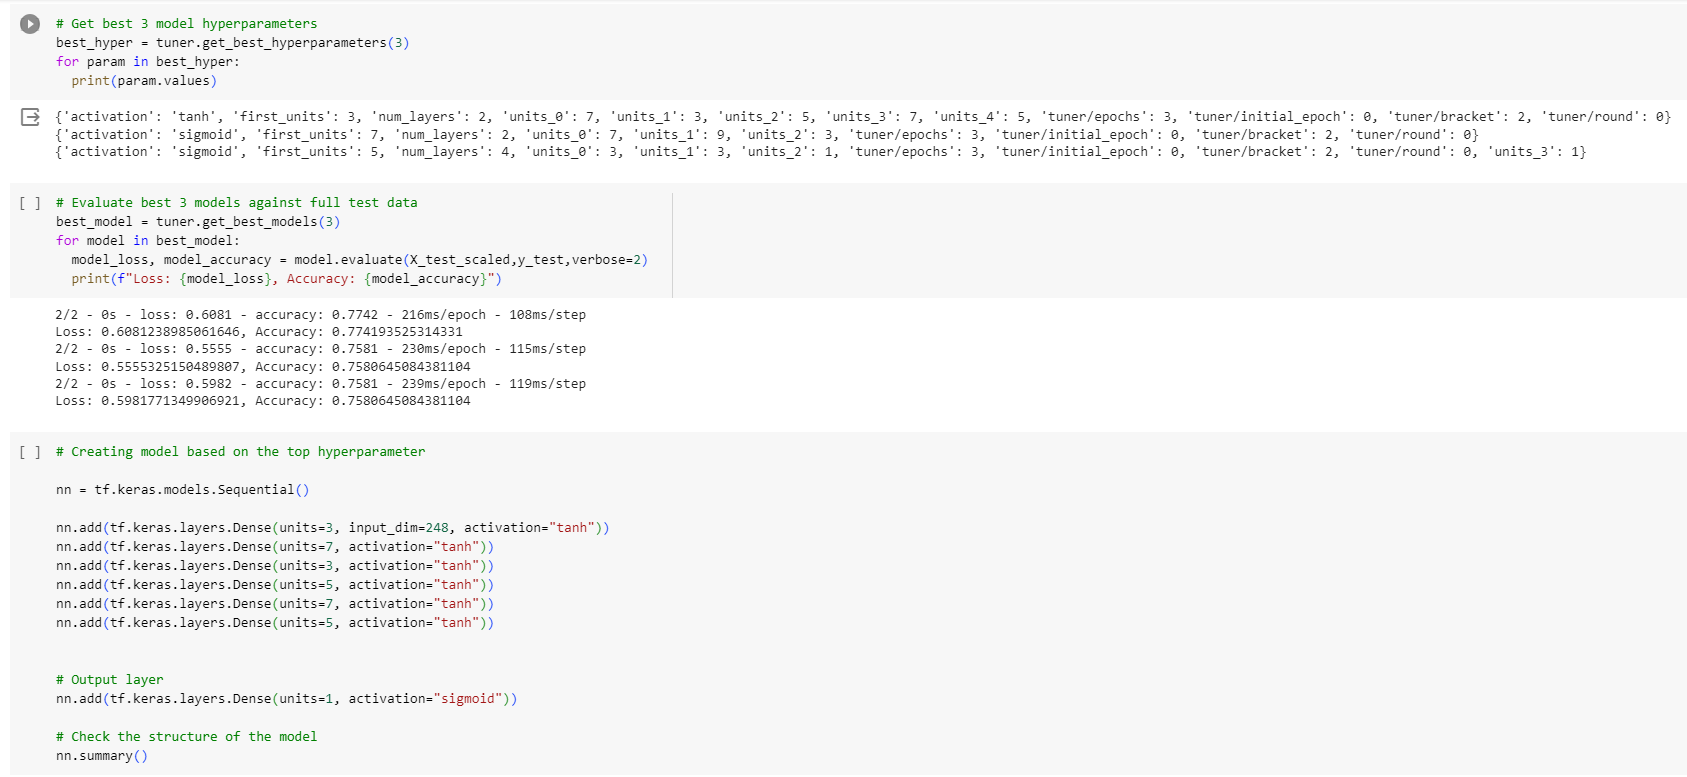 # Get best 3 model hyperparameters
best_hyper = tuner.get_best_hyperparameters(3)
for param in best_hyper:
  print(param.values)
{'activation': 'tanh', 'first_units': 3, 'num_layers': 2, 'units_0': 7, 'units_1': 3, 'units_2': 5, 'units_3': 7, 'units_4': 5, 'tuner/epochs': 3, 'tuner/initial_epoch': 0, 'tuner/bracket': 2, 'tuner/round': 0}
{'activation': 'sigmoid', 'first_units': 7, 'num_layers': 2, 'units_0': 7, 'units_1': 9, 'units_2': 3, 'tuner/epochs': 3, 'tuner/initial_epoch': 0, 'tuner/bracket': 2, 'tuner/round': 0}
{'activation': 'sigmoid', 'first_units': 5, 'num_layers': 4, 'units_0': 3, 'units_1': 3, 'units_2': 1, 'tuner/epochs': 3, 'tuner/initial_epoch': 0, 'tuner/bracket': 2, 'tuner/round': 0, 'units_3': 1}
[ ] # Evaluate best 3 models against full test data
best_model = tuner.get_best_models(3)
for model in best_model:
  model_loss, model_accuracy = model.evaluate(X_test_scaled,y_test,verbose=2)
  print(f"Loss: {model_loss}, Accuracy: {model_accuracy}")
2/2 - 0s - loss: 0.6081 - accuracy: 0.7742 - 216ms/epoch - 108ms/step
Loss: 0.6081238985061646, Accuracy: 0.774193525314331
2/2 - 0s - loss: 0.5555 - accuracy: 0.7581 - 230ms/epoch - 115ms/step
Loss: 0.5555325150489807, Accuracy: 0.7580645084381104
2/2 - 0s - loss: 0.5982 - accuracy: 0.7581 - 239ms/epoch - 119ms/step
Loss: 0.5981771349906921, Accuracy: 0.7580645084381104
[ ] # Creating model based on the top hyperparameter
nn = tf.keras.models.Sequential()
nn.add(tf.keras.layers.Dense(units=3, input_dim=248, activation="tanh"))
nn.add(tf.keras.layers.Dense(units=7, activation="tanh"))
nn.add(tf.keras.layers.Dense(units=3, activation="tanh"))
nn.add(tf.keras.layers.Dense(units=5, activation="tanh"))
nn.add(tf.keras.layers.Dense(units=7, activation="tanh"))
nn.add(tf.keras.layers.Dense(units=5, activation="tanh"))
# Output layer
nn.add(tf.keras.layers.Dense(units=1, activation="sigmoid"))
# Check the structure of the model
nn.summary()